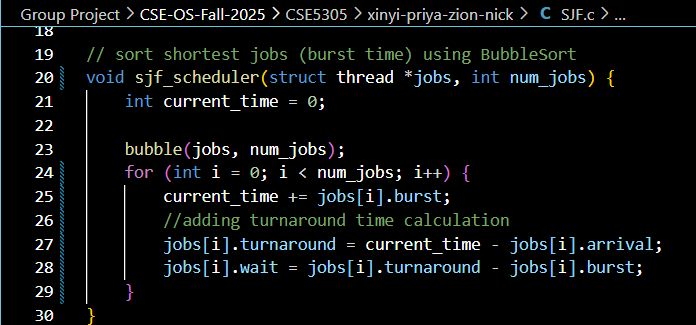 Group Project > CSE-OS-Fall-2025 > CSE5305 > xinyi-priya-zion-nick > C SJF.c > ...
18
19 // sort shortest jobs (burst time) using BubbleSort
20 void sjf_scheduler(struct thread *jobs, int num_jobs) {
21 int current_time = 0;
22
23 bubble(jobs, num_jobs);
24 for (int i = 0; i < num_jobs; i++) {
25 current_time += jobs[i].burst;
26 //adding turnaround time calculation
27 jobs[i].turnaround = current_time - jobs[i].arrival;
28 jobs[i].wait = jobs[i].turnaround - jobs[i].burst;
29 }
30 }